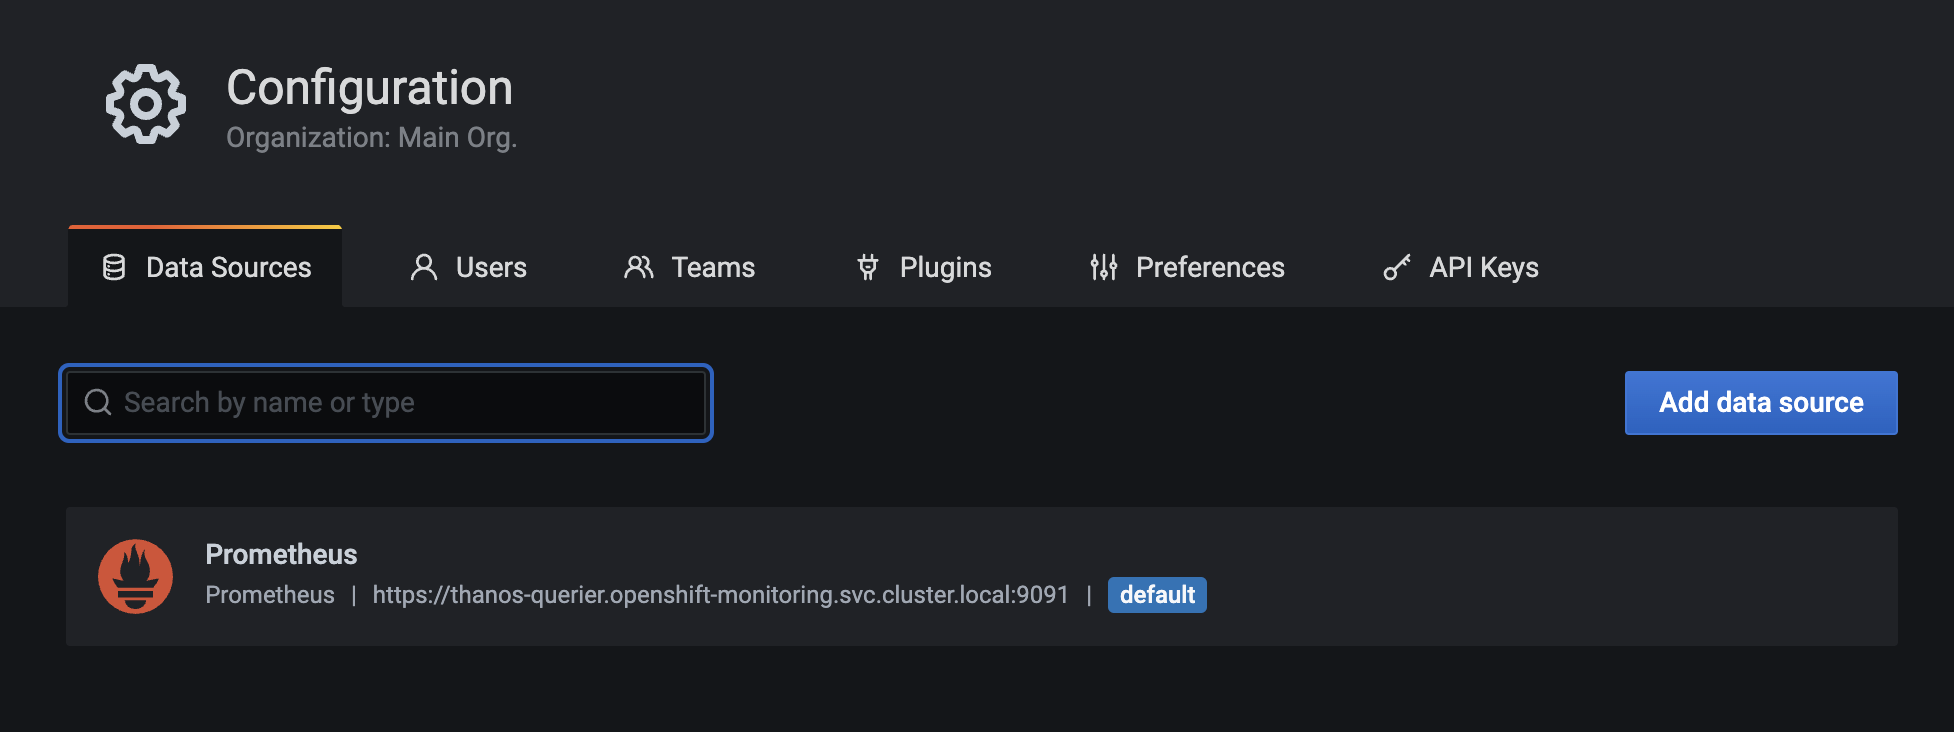 Configuration
Organization: Main Org.
Data Sources Users Teams Plugins Preferences API Keys
Search by name or type Add data source
Prometheus
Prometheus | https://thanos-querier.openshift-monitoring.svc.cluster.local:9091 | default